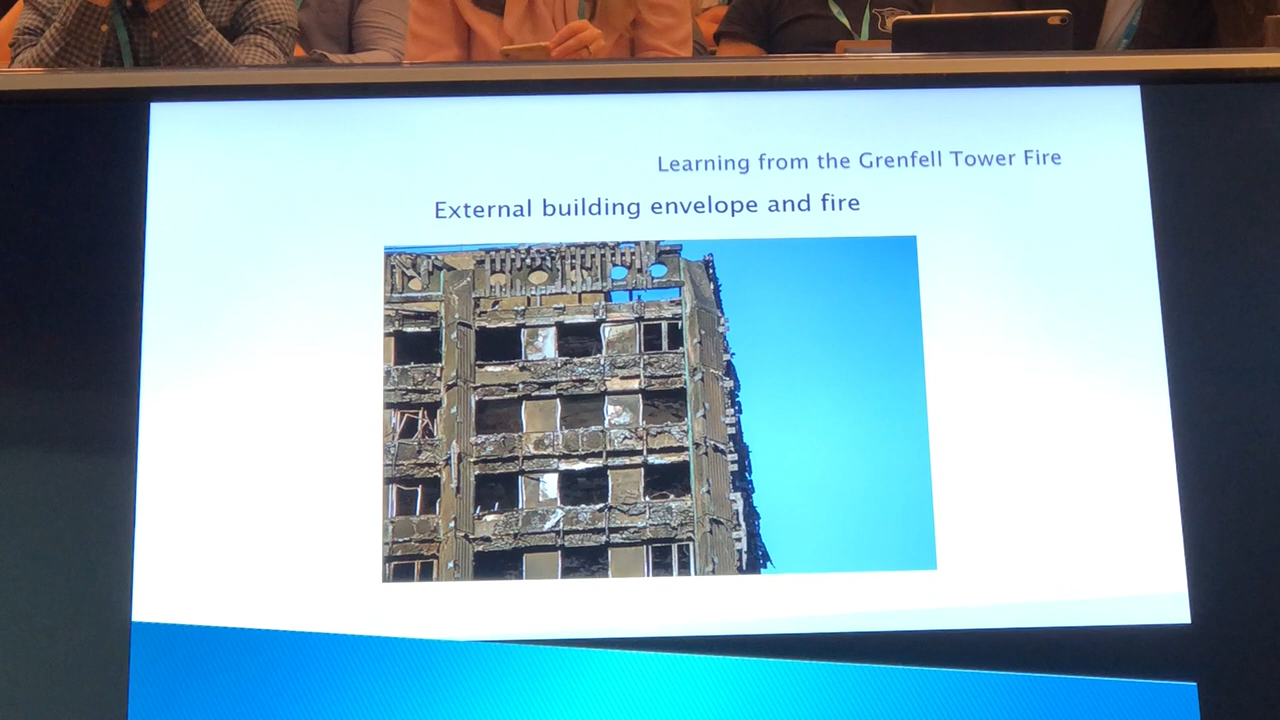 Learning from the Grenfell Tower Fire
External building envelope and fire